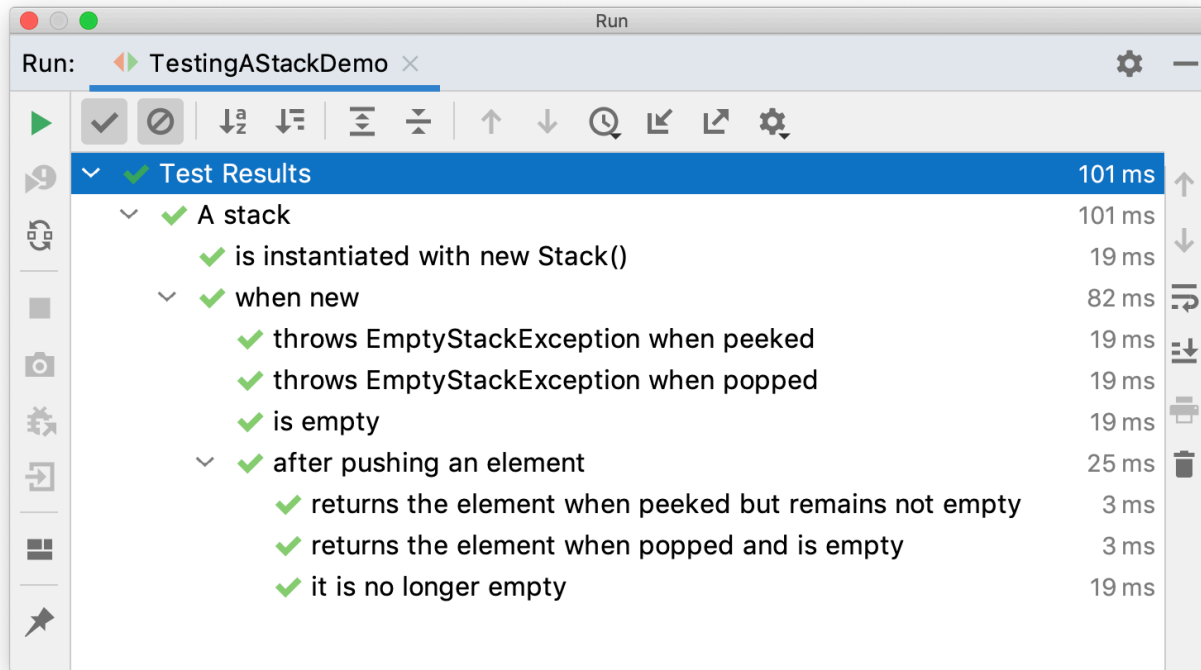 Run
Run: TestingAStackDemo
Test Results 101 ms
A stack 101 ms
is instantiated with new Stack() 19 ms
when new 82 ms
throws EmptyStackException when peeked 19 ms
throws EmptyStackException when popped 19 ms
is empty 19 ms
after pushing an element 25 ms
returns the element when peeked but remains not empty 3 ms
returns the element when popped and is empty 3 ms
it is no longer empty 19 ms